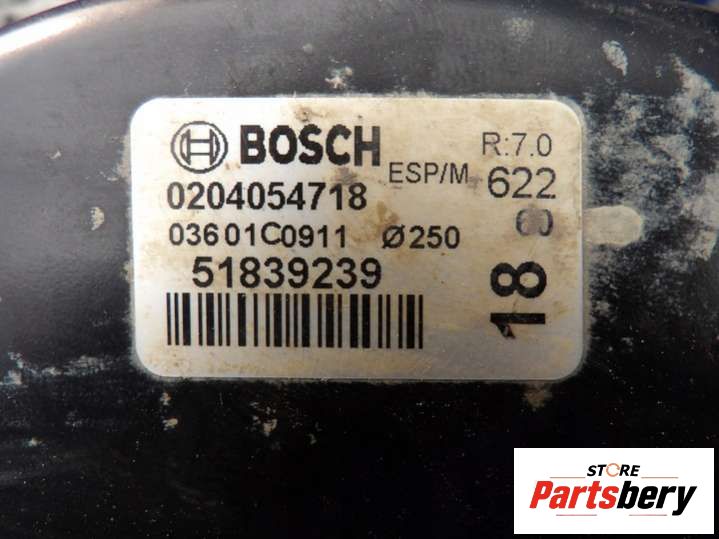 BOSCH
R:7.0
ESP/M
622
0204054718
03601C0911 Ø250
51839239
18
STORE
Partsbery